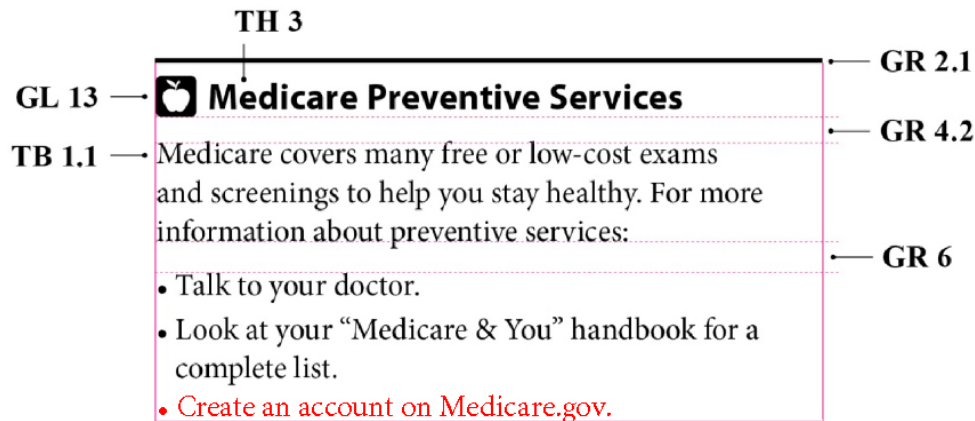 TH 3
GR 2.1
GL 13
Medicare Preventive Services
GR 4.2
TB 1.1
Medicare covers many free or low-cost exams
and screenings to help you stay healthy. For more
information about preventive services:
GR 6
• Talk to your doctor.
• Look at your “Medicare & You” handbook for a
complete list.
• Create an account on Medicare.gov.